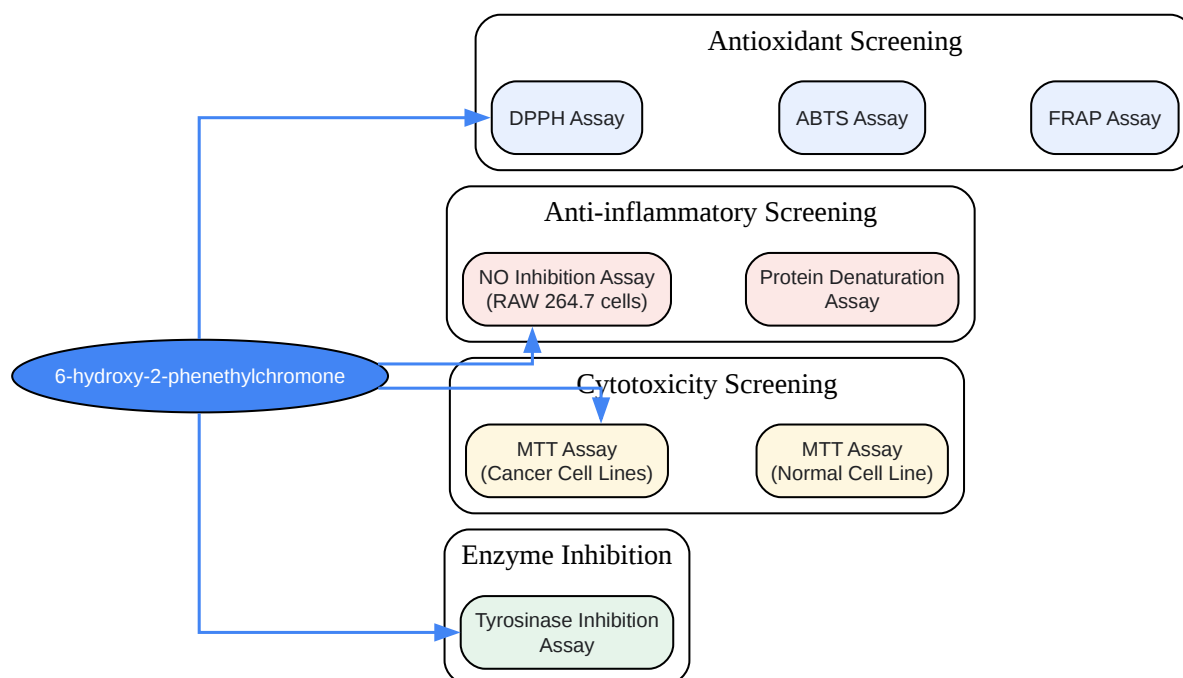 Antioxidant Screening
DPPH Assay
ABTS Assay
FRAP Assay
Anti-inflammatory Screening
NO Inhibition Assay
(RAW 264.7 cells)
Protein Denaturation
Assay
6-hydroxy-2-phenethylchromone
Cytotoxicity Screening
MTT Assay
(Cancer Cell Lines)
MTT Assay
(Normal Cell Line)
Enzyme Inhibition
Tyrosinase Inhibition
Assay